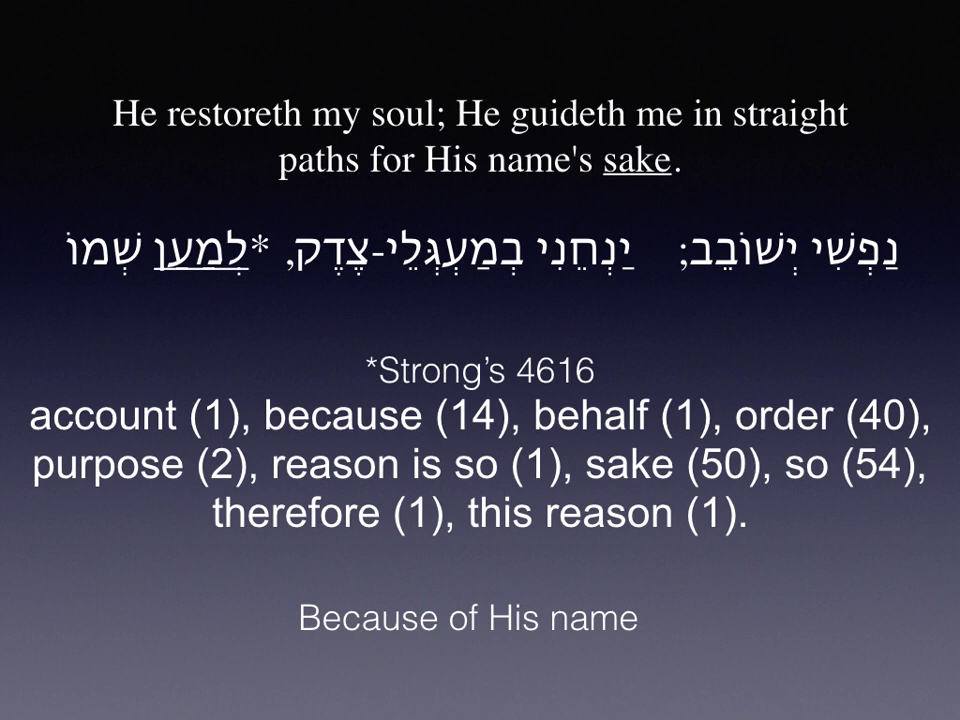 He restoreth my soul; He guideth me in straight
paths for His name's sake.
נַפְשִׁי יְשׁוֹבֵב; יַנְחֵנִי בְמַעְגְּלֵי-צֶדֶק, *לְמַעַן שְׁמוֹ
*Strong’s 4616
account (1), because (14), behalf (1), order (40),
purpose (2), reason is so (1), sake (50), so (54),
therefore (1), this reason (1).
Because of His name